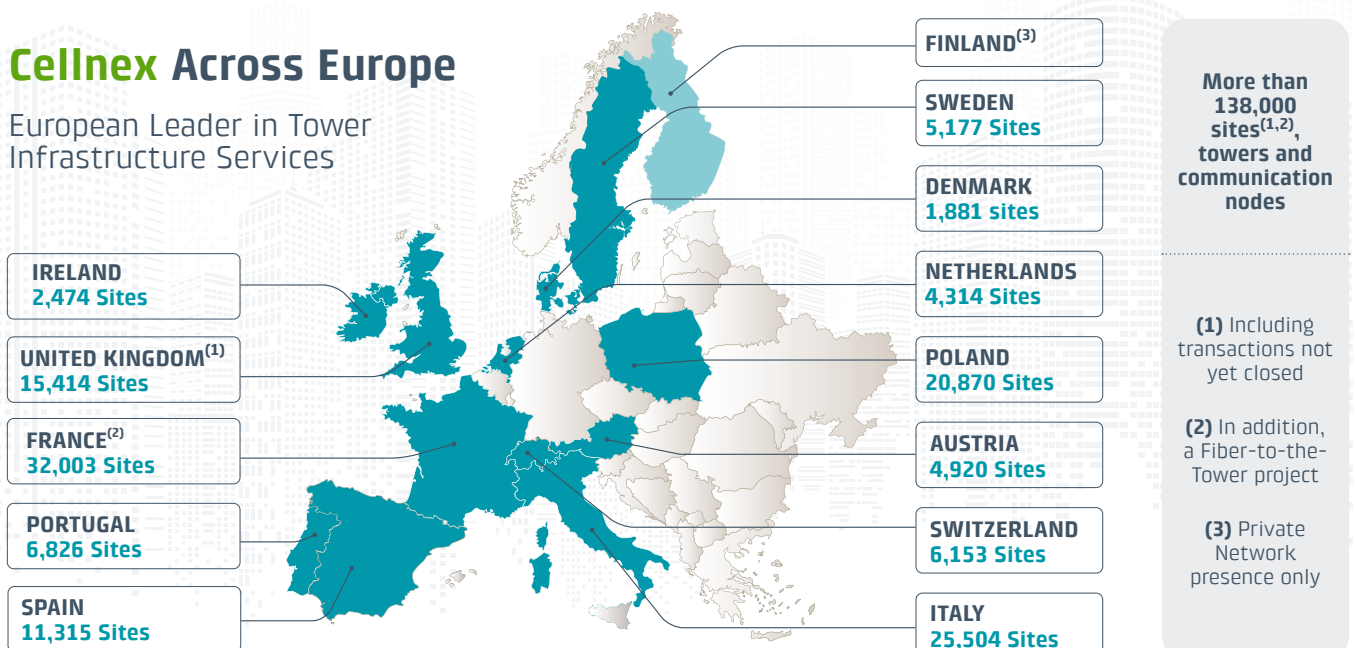 Cellnex Across Europe
European Leader in Tower
Infrastructure Services
IRELAND
2,474 Sites
UNITED KINGDOM(1)
15,414 Sites
FRANCE(2)
32,003 Sites
PORTUGAL
6,826 Sites
SPAIN
11,315 Sites
FINLAND(3)
SWEDEN
5,177 Sites
DENMARK
1,881 sites
NETHERLANDS
4,314 Sites
POLAND
20,870 Sites
AUSTRIA
4,920 Sites
SWITZERLAND
6,153 Sites
ITALY
25,504 Sites
More than
138,000
sites(1,2),
towers and
communication
nodes
(1) Including
transactions not
yet closed
(2) In addition,
a Fiber-to-the-
Tower project
(3) Private
Network
presence only